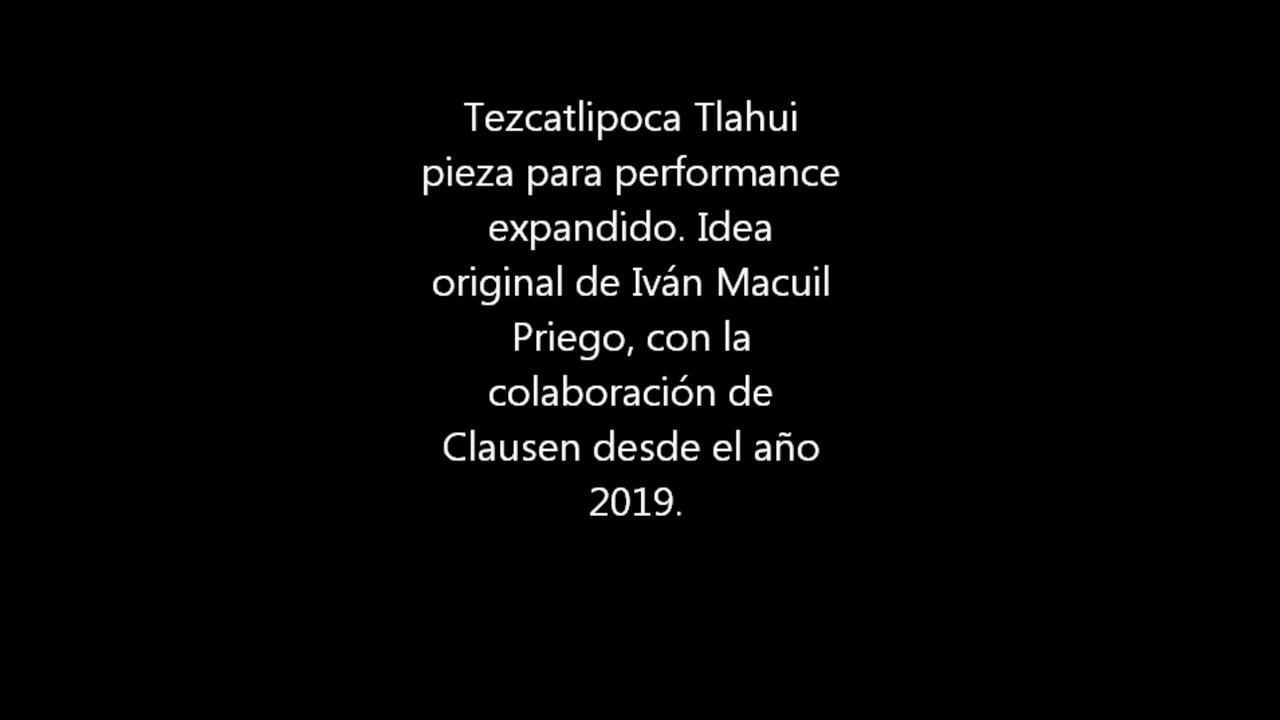 Tezcatlipoca Tlahui
pieza para performance
expandido. Idea
original de Iván Macuil
Priego, con la
colaboración de
Clausen desde el año
2019.